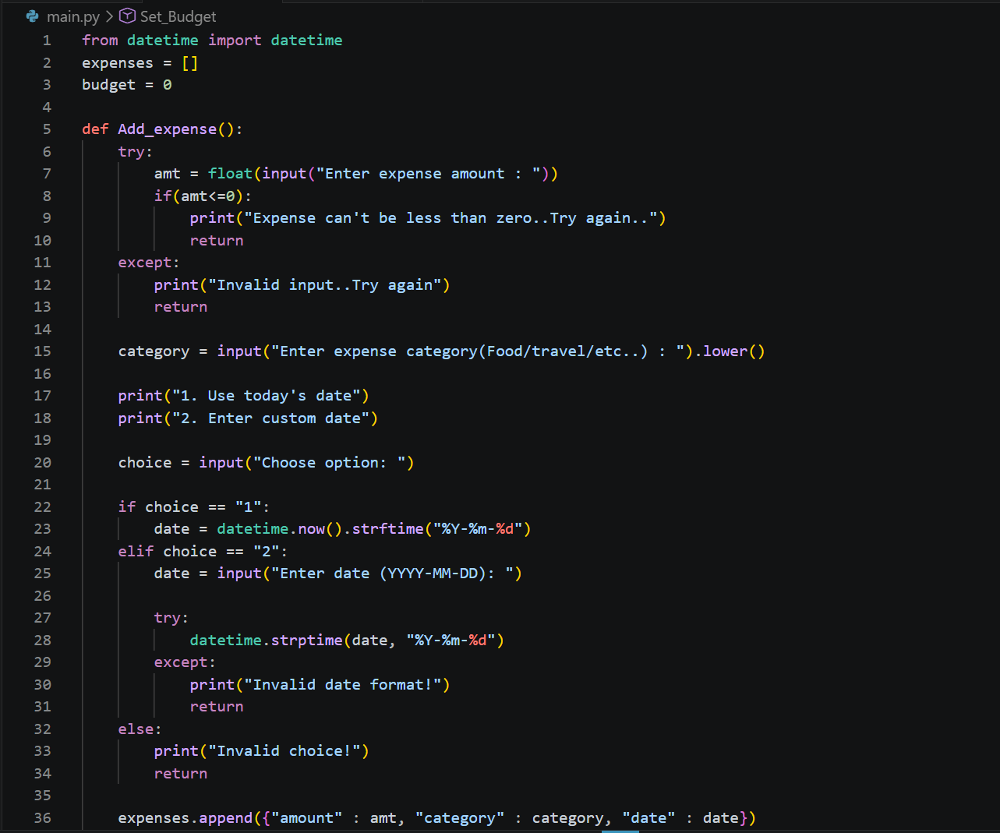 main.py > Set_Budget
1 from datetime import datetime
2 expenses = []
3 budget = 0
4
5 def Add_expense():
6     try:
7         amt = float(input("Enter expense amount : "))
8         if(amt<=0):
9             print("Expense can't be less than zero..Try again..")
10             return
11     except:
12         print("Invalid input..Try again")
13         return
14
15     category = input("Enter expense category(Food/travel/etc..) : ").lower()
16
17     print("1. Use today's date")
18     print("2. Enter custom date")
19
20     choice = input("Choose option: ")
21
22     if choice == "1":
23         date = datetime.now().strftime("%Y-%m-%d")
24     elif choice == "2":
25         date = input("Enter date (YYYY-MM-DD): ")
26
27         try:
28             datetime.strptime(date, "%Y-%m-%d")
29         except:
30             print("Invalid date format!")
31             return
32     else:
33         print("Invalid choice!")
34         return
35
36     expenses.append({"amount" : amt, "category" : category, "date" : date})